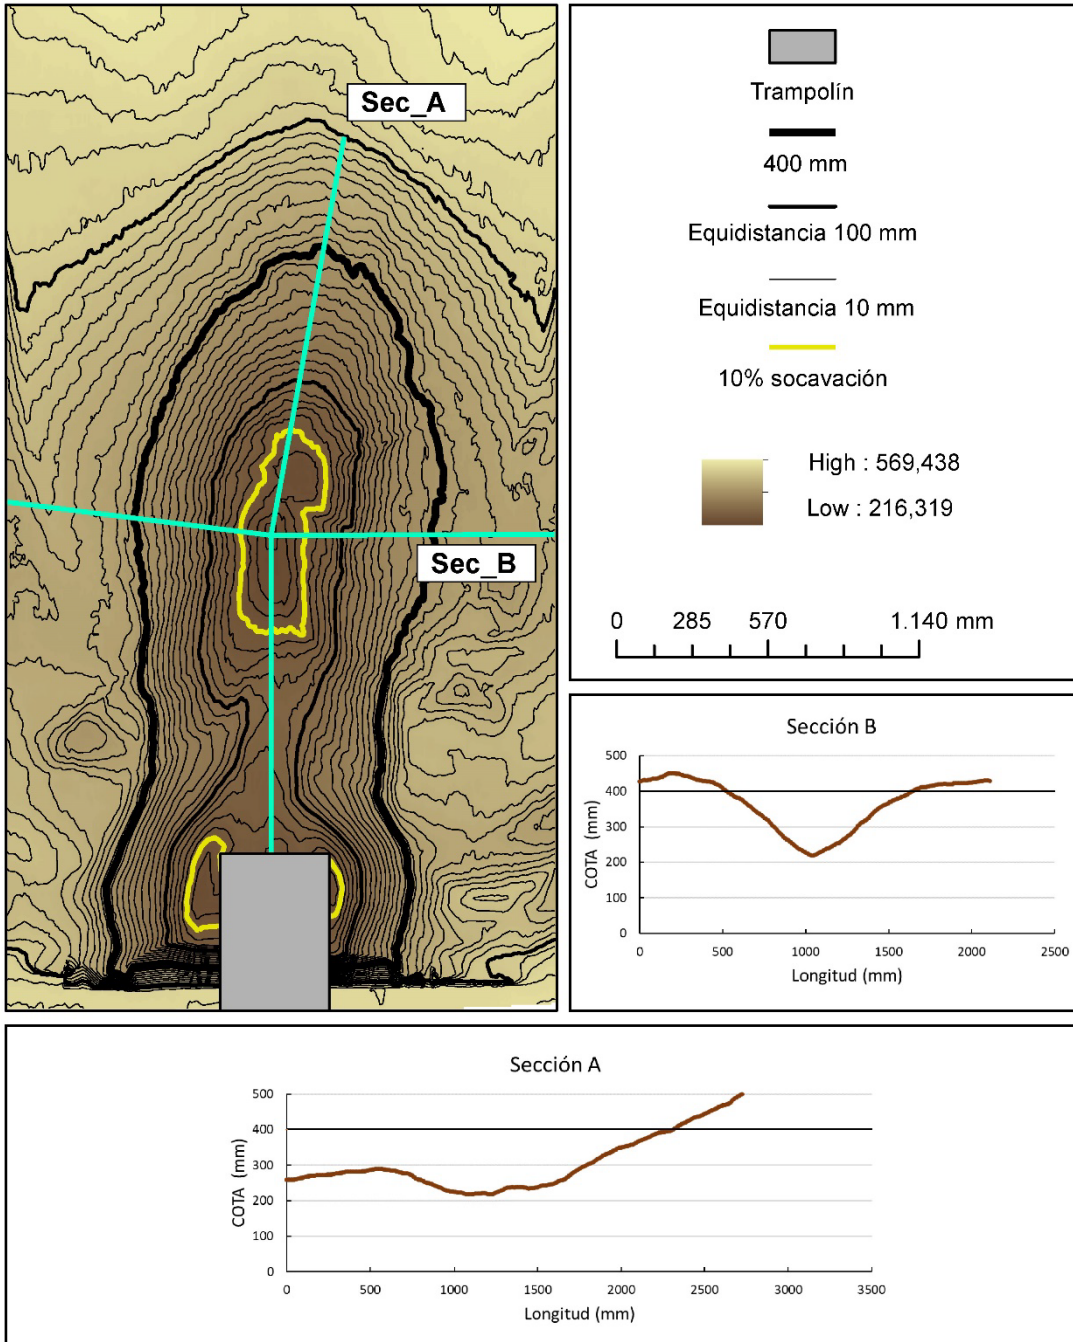 Sec_A
Sec_B
Trampolín
400 mm
Equidistancia 100 mm
Equidistancia 10 mm
10% socavación
High : 569,438
Low : 216,319
0 285 570 1.140 mm
Sección B
500
400
300
200
100
0
COTA (mm)
0 500 1000 1500 2000 2500
Longitud (mm)
Sección A
500
400
300
200
100
0
COTA (mm)
0 500 1000 1500 2000 2500 3000 3500
Longitud (mm)